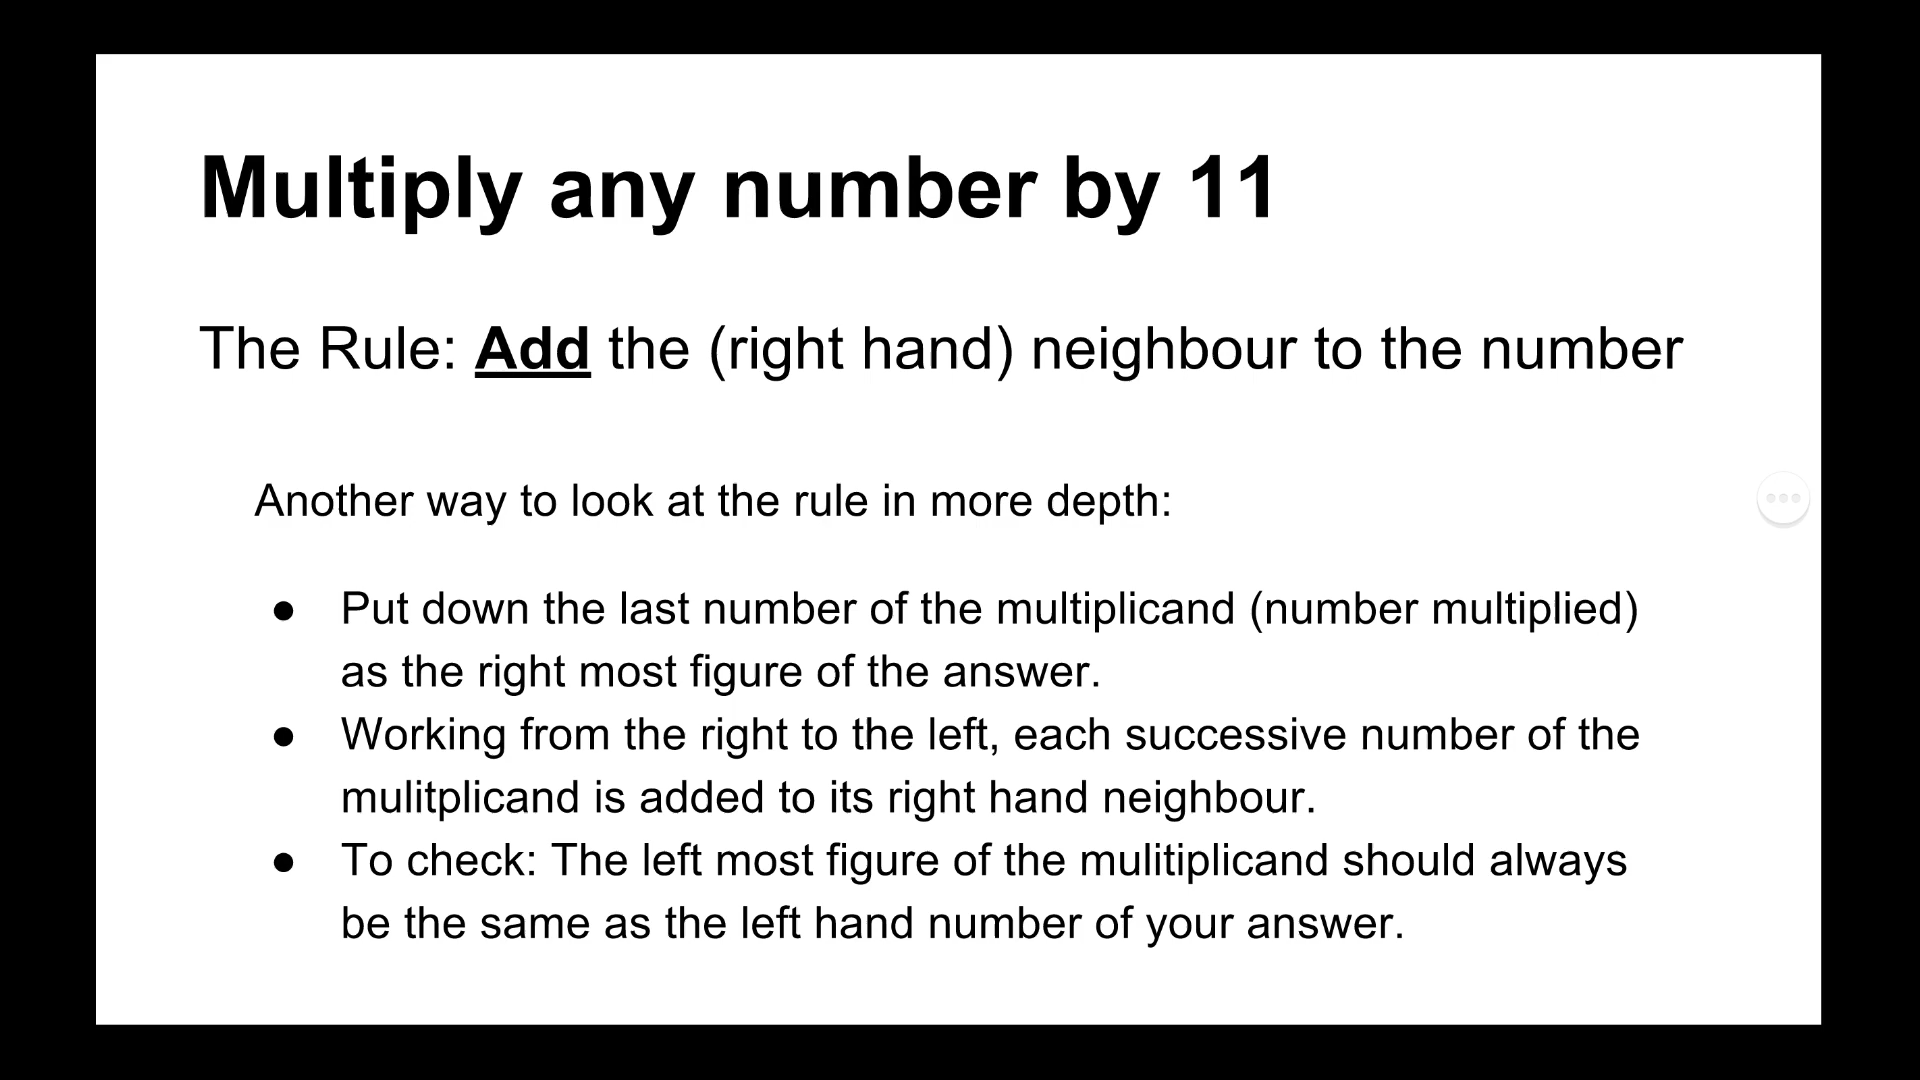 Multiply any number by 11
The Rule: Add the (right hand) neighbour to the number
Another way to look at the rule in more depth:
● Put down the last number of the multiplicand (number multiplied)
as the right most figure of the answer.
● Working from the right to the left, each successive number of the
mulitplicand is added to its right hand neighbour.
● To check: The left most figure of the mulitiplicand should always
be the same as the left hand number of your answer.